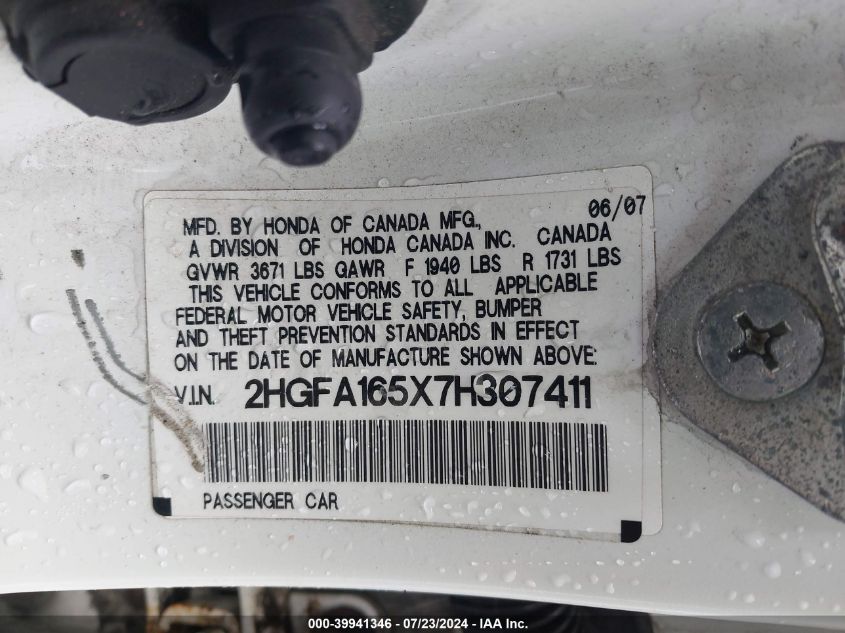 06/07
MFD. BY HONDA OF CANADA MFG.,
A DIVISION OF HONDA CANADA INC. CANADA
GVWR 3671 LBS GAWR F 1940 LBS R 1731 LBS
THIS VEHICLE CONFORMS TO ALL APPLICABLE
FEDERAL MOTOR VEHICLE SAFETY, BUMPER
AND THEFT PREVENTION STANDARDS IN EFFECT
ON THE DATE OF MANUFACTURE SHOWN ABOVE:
V.I.N. 2HGFA165X7H307411
PASSENGER CAR
000-39941346 / 07/23/2024 - IAA Inc.